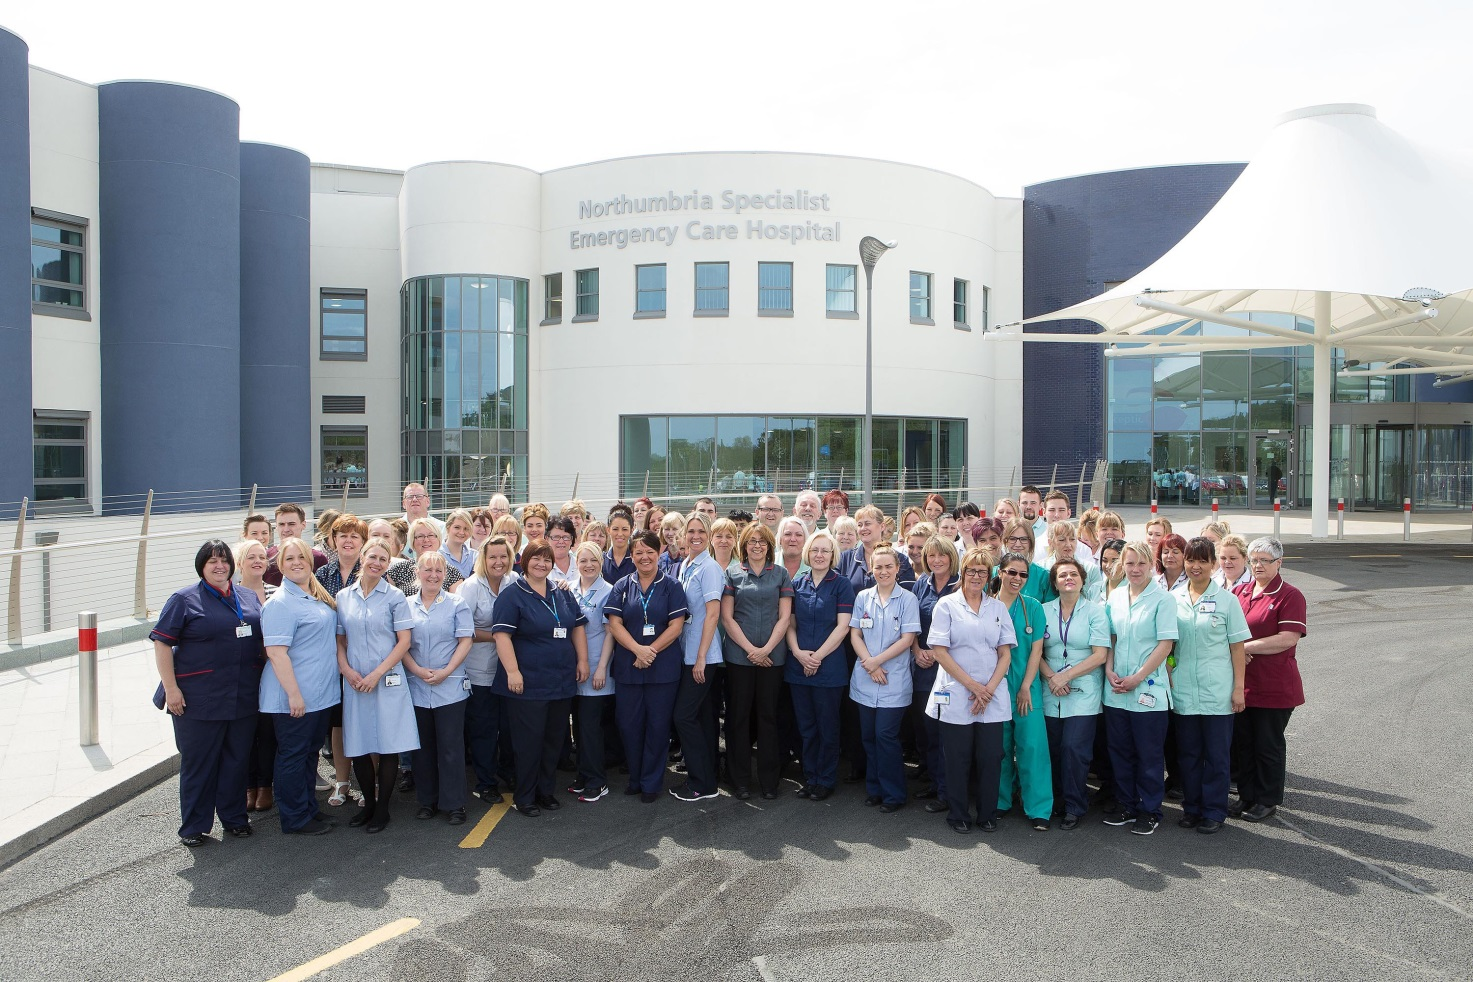 Northumbria Specialist
Emergency Care Hospital